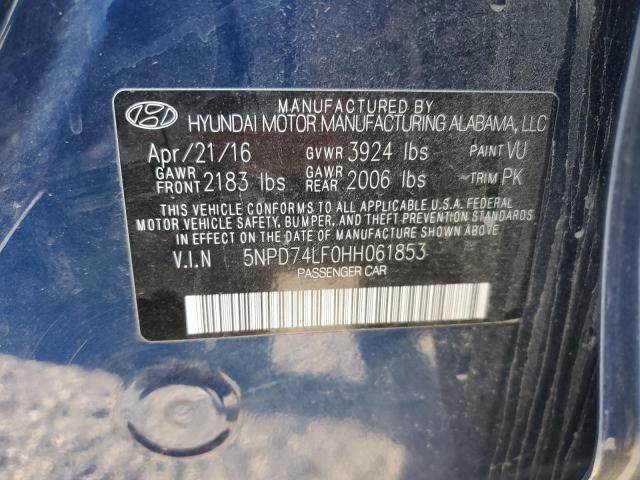 MANUFACTURED BY
HYUNDAI MOTOR MANUFACTURING ALABAMA, LLC
Apr/21/16 GVWR 3924 lbs PAINT VU
GAWR FRONT 2183 lbs GAWR REAR 2006 lbs TRIM PK
THIS VEHICLE CONFORMS TO ALL APPLICABLE U.S.A. FEDERAL
MOTOR VEHICLE SAFETY, BUMPER, AND THEFT PREVENTION STANDARDS
IN EFFECT ON THE DATE OF MANUFACTURE SHOWN ABOVE.
V.I.N 5NPD74LF0HH061853
PASSENGER CAR